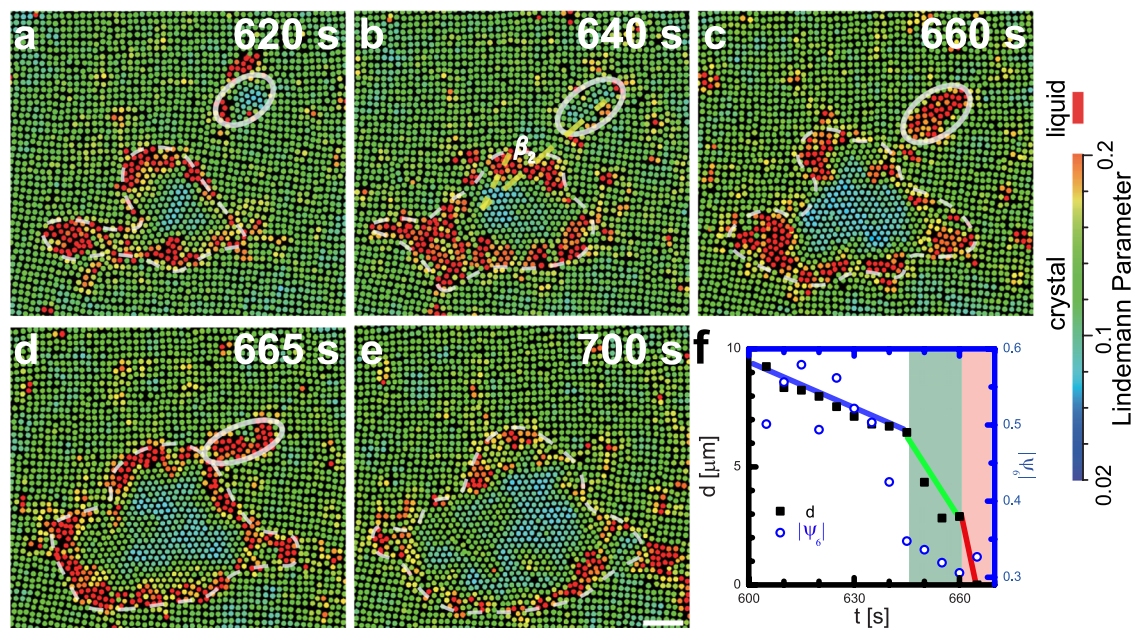 a 620 s
b 640 s
c 660 s
β2
d 665 s
e 700 s
f
liquid
crystal
0.2
0.1
0.02
Lindemann Parameter
10
5
0
d [μm]
d
|ψ6|
0.6
0.5
0.4
0.3
|ψ6|
600
630
660
t [s]